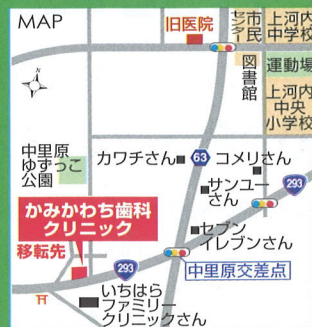 MAP
旧医院
市民
センター
上河内
中学校
図書館
運動場
上河内
中央
小学校
中里原
ゆずっこ
公園
カワチさん
63
コメリさん
サンユー
さん
293
かみかわち歯科
クリニック
移転先
セブン
イレブンさん
293
中里原交差点
いちはら
ファミリー
クリニックさん